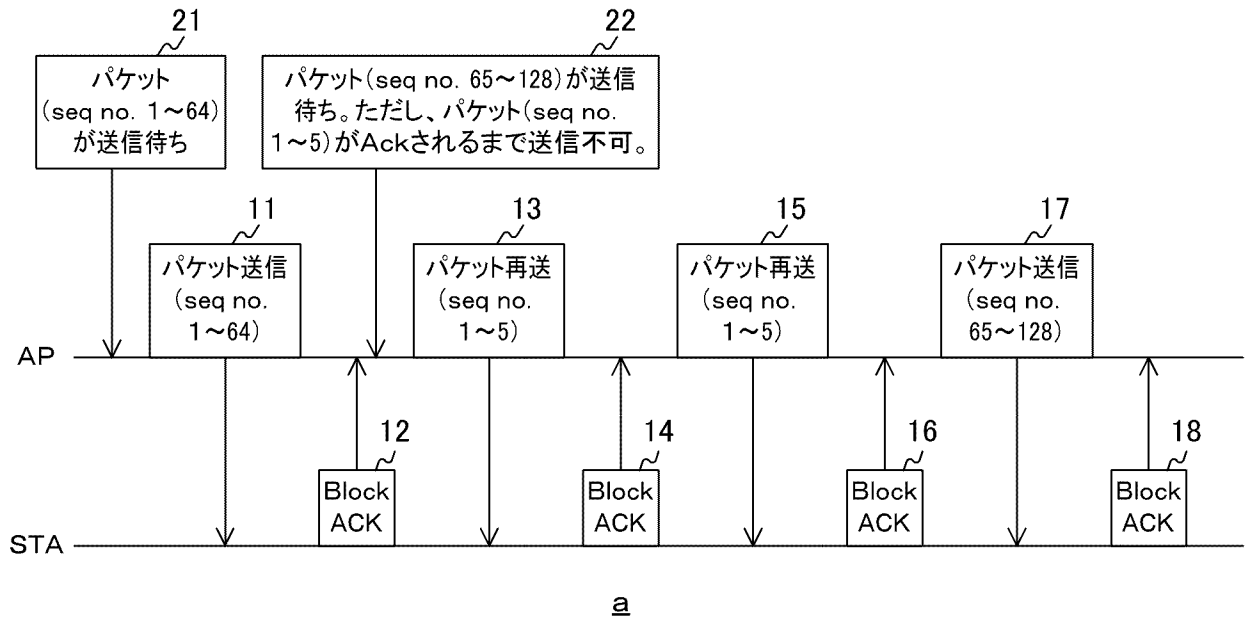 21
パケット
(seq no. 1～64)
が送信待ち
22
パケット(seq no. 65～128)が送信
待ち。ただし、パケット(seq no.
1～5)がAckされるまで送信不可。
11
パケット送信
(seq no.
1～64)
13
パケット再送
(seq no.
1～5)
15
パケット再送
(seq no.
1～5)
17
パケット送信
(seq no.
65～128)
AP
12
Block
ACK
14
Block
ACK
16
Block
ACK
18
Block
ACK
STA
a